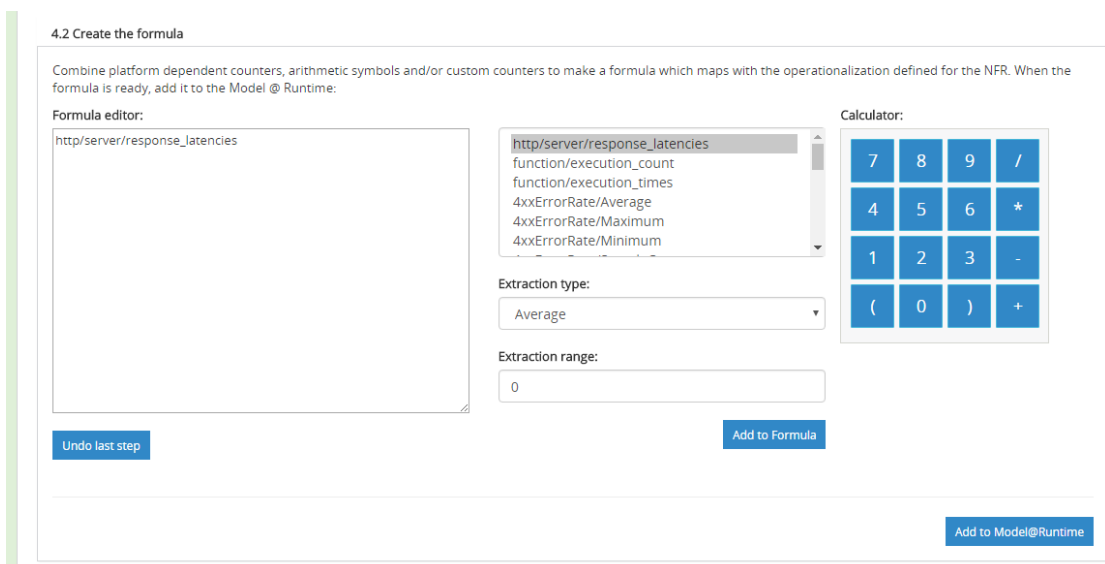 4.2 Create the formula
Combine platform dependent counters, arithmetic symbols and/or custom counters to make a formula which maps with the operationalization defined for the NFR. When the
formula is ready, add it to the Model @ Runtime:
Formula editor:
http/server/response_latencies
Undo last step
http/server/response_latencies
function/execution_count
function/execution_times
4xxErrorRate/Average
4xxErrorRate/Maximum
4xxErrorRate/Minimum
Extraction type:
Average
Extraction range:
0
Add to Formula
Calculator:
7 8 9 /
4 5 6 *
1 2 3 -
( 0 ) +
Add to Model@Runtime